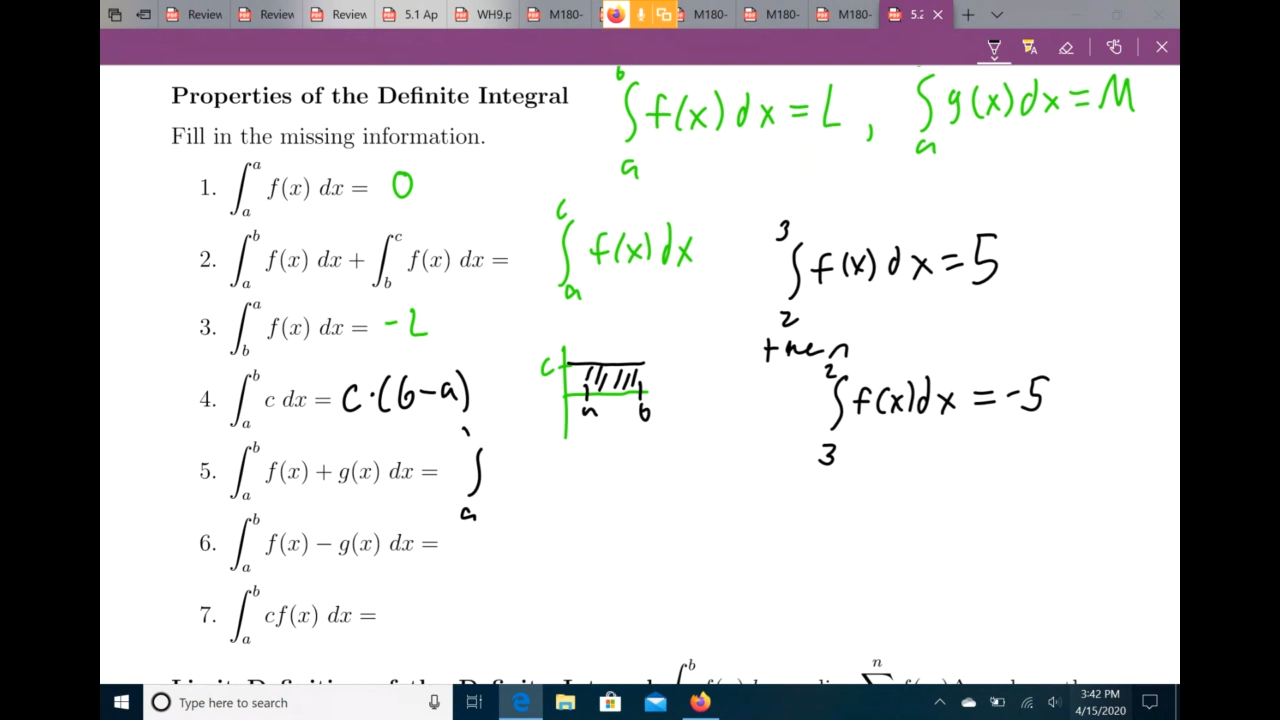 Review Review Review 5.1 Ap WH9.p M180- M180- M180- M180- 5.2
Properties of the Definite Integral
Fill in the missing information.
∫_a^b f(x) dx = L , ∫_a g(x) dx = M
1. ∫_a^a f(x) dx = 0
2. ∫_a^b f(x) dx + ∫_b^c f(x) dx = ∫_a^c f(x) dx
∫_2^3 f(x) dx = 5
3. ∫_b^a f(x) dx = -L
then
4. ∫_a^b c dx = c·(b-a)
c
a b
∫_3^2 f(x) dx = -5
5. ∫_a^b f(x) + g(x) dx = ∫_a
6. ∫_a^b f(x) − g(x) dx =
7. ∫_a^b cf(x) dx =
Type here to search
3:42 PM
4/15/2020